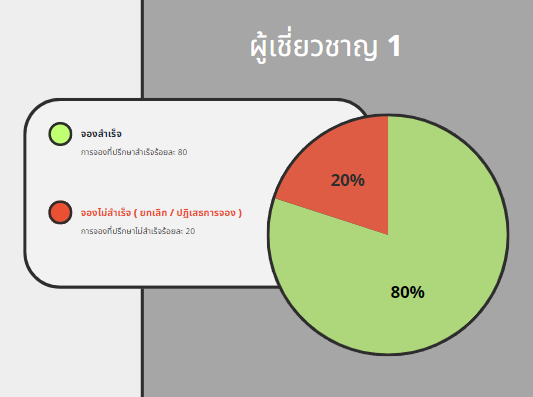 ผู้เชี่ยวชาญ 1
จองสำเร็จ
การจองที่ปรึกษาสำเร็จร้อยละ 80
จองไม่สำเร็จ ( ยกเลิก / ปฏิเสธการจอง )
การจองที่ปรึกษาไม่สำเร็จร้อยละ 20
20%
80%